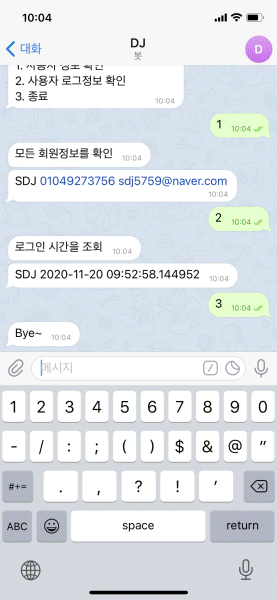 10:04
대화
DJ
봇
D
1. 사용자 정보 확인
2. 사용자 로그정보 확인
3. 종료
10:04
1 10:04
모든 회원정보를 확인 10:04
SDJ 01049273756 sdj5759@naver.com
10:04
2 10:04
로그인 시간을 조회 10:04
SDJ 2020-11-20 09:52:58.144952 10:04
3 10:04
Bye~ 10:04
메시지
1 2 3 4 5 6 7 8 9 0
- / : ; ( ) $ & @ "
#+= . , ? ! ’
ABC space return